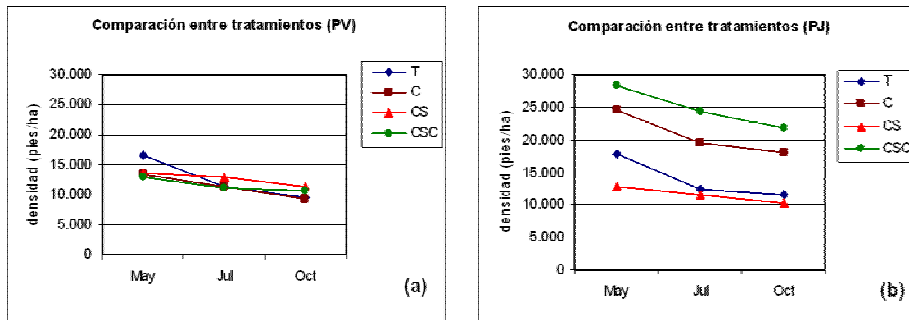 Comparación entre tratamientos (PV)
30.000
25.000
20.000
15.000
10.000
5.000
0
densidad (pies/ha)
May Jul Oct
T
C
CS
CSC
(a)
Comparación entre tratamientos (PJ)
30.000
25.000
20.000
15.000
10.000
5.000
0
densidad (pies/ha)
May Jul Oct
T
C
CS
CSC
(b)